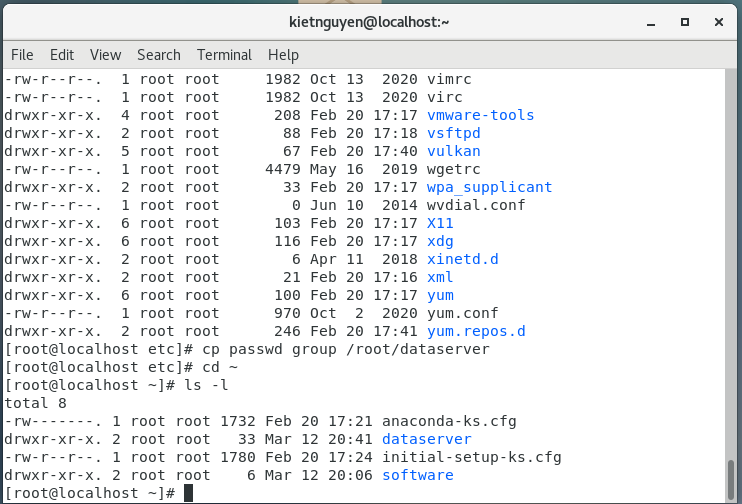 kietnguyen@localhost:~
File Edit View Search Terminal Help
-rw-r--r--.  1 root root     1982 Oct 13  2020 vimrc
-rw-r--r--.  1 root root     1982 Oct 13  2020 virc
drwxr-xr-x.  4 root root      208 Feb 20 17:17 vmware-tools
drwxr-xr-x.  2 root root       88 Feb 20 17:18 vsftpd
drwxr-xr-x.  5 root root       67 Feb 20 17:40 vulkan
-rw-r--r--.  1 root root     4479 May 16  2019 wgetrc
drwxr-xr-x.  2 root root       33 Feb 20 17:17 wpa_supplicant
-rw-r--r--.  1 root root        0 Jun 10  2014 wvdial.conf
drwxr-xr-x.  6 root root      103 Feb 20 17:17 X11
drwxr-xr-x.  6 root root      116 Feb 20 17:17 xdg
drwxr-xr-x.  2 root root        6 Apr 11  2018 xinetd.d
drwxr-xr-x.  2 root root       21 Feb 20 17:16 xml
drwxr-xr-x.  6 root root      100 Feb 20 17:17 yum
-rw-r--r--.  1 root root      970 Oct  2  2020 yum.conf
drwxr-xr-x.  2 root root      246 Feb 20 17:41 yum.repos.d
[root@localhost etc]# cp passwd group /root/dataserver
[root@localhost etc]# cd ~
[root@localhost ~]# ls -l
total 8
-rw-------. 1 root root 1732 Feb 20 17:21 anaconda-ks.cfg
drwxr-xr-x. 2 root root   33 Mar 12 20:41 dataserver
-rw-r--r--. 1 root root 1780 Feb 20 17:24 initial-setup-ks.cfg
drwxr-xr-x. 2 root root    6 Mar 12 20:06 software
[root@localhost ~]#